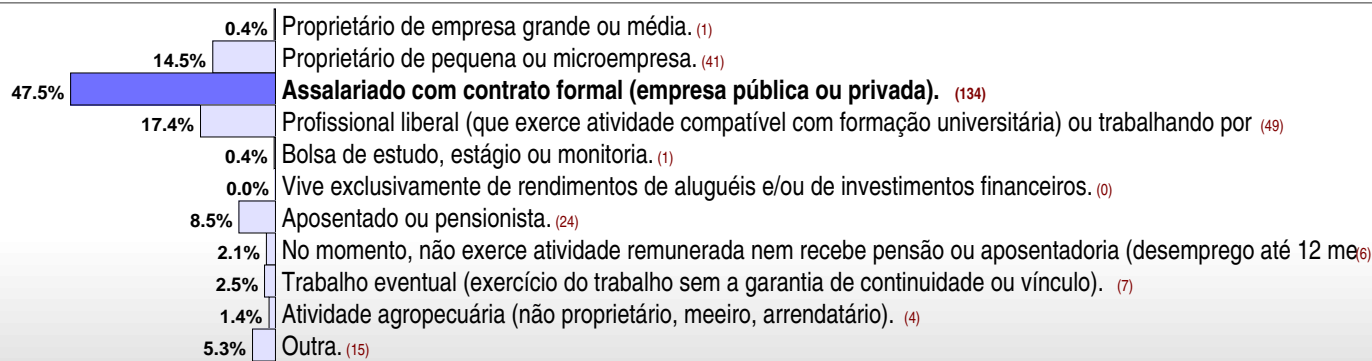 0.4% Proprietário de empresa grande ou média. (1)
14.5% Proprietário de pequena ou microempresa. (41)
47.5% Assalariado com contrato formal (empresa pública ou privada). (134)
17.4% Profissional liberal (que exerce atividade compatível com formação universitária) ou trabalhando por (49)
0.4% Bolsa de estudo, estágio ou monitoria. (1)
0.0% Vive exclusivamente de rendimentos de aluguéis e/ou de investimentos financeiros. (0)
8.5% Aposentado ou pensionista. (24)
2.1% No momento, não exerce atividade remunerada nem recebe pensão ou aposentadoria (desemprego até 12 me(6)
2.5% Trabalho eventual (exercício do trabalho sem a garantia de continuidade ou vínculo). (7)
1.4% Atividade agropecuária (não proprietário, meeiro, arrendatário). (4)
5.3% Outra. (15)